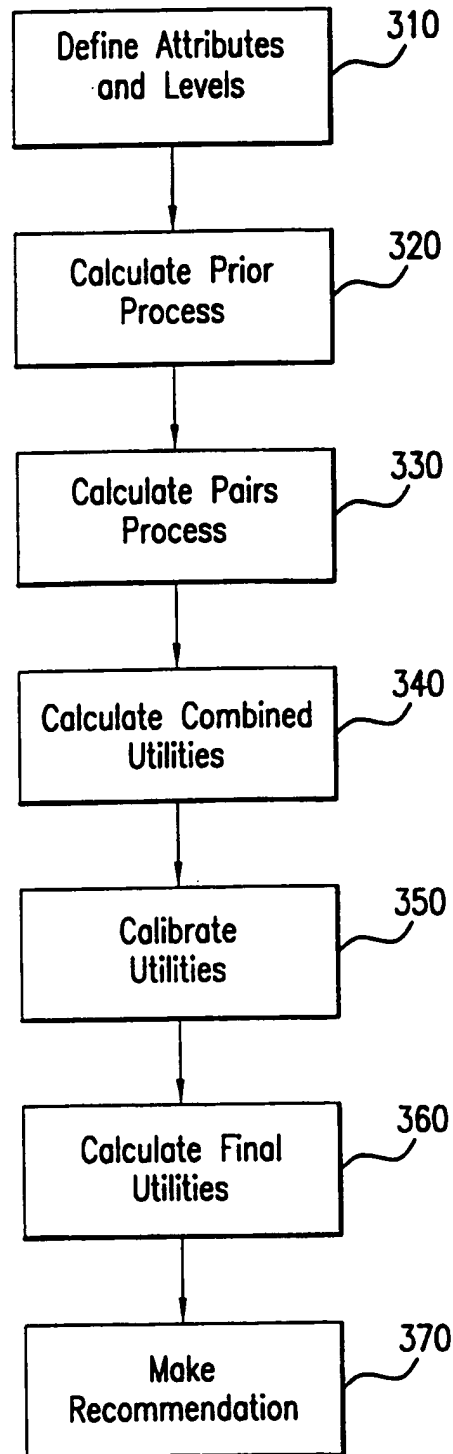 310
Define Attributes
and Levels
320
Calculate Prior
Process
330
Calculate Pairs
Process
340
Calculate Combined
Utilities
350
Calibrate
Utilities
360
Calculate Final
Utilities
370
Make
Recommendation